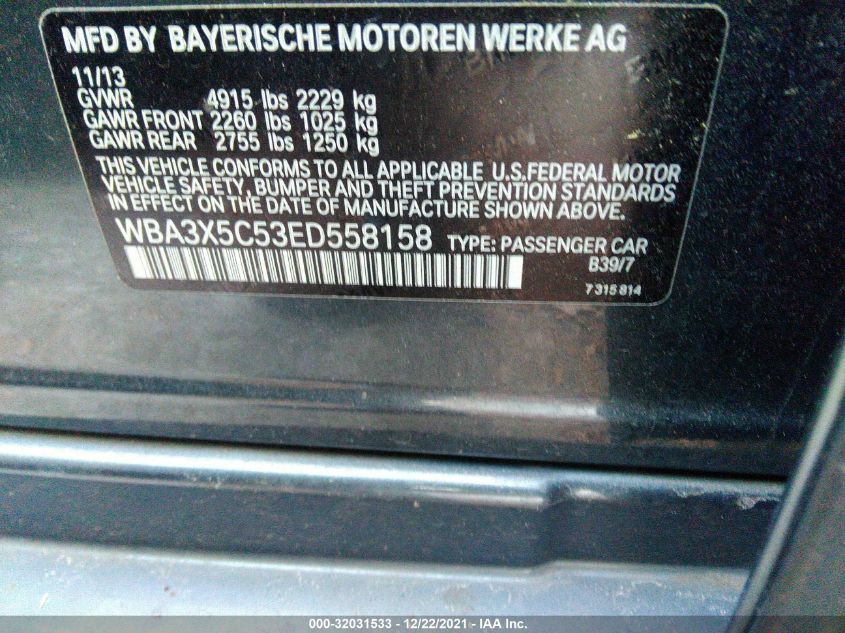 MFD BY BAYERISCHE MOTOREN WERKE AG
11/13
GVWR 4915 lbs 2229 kg
GAWR FRONT 2260 lbs 1025 kg
GAWR REAR 2755 lbs 1250 kg
THIS VEHICLE CONFORMS TO ALL APPLICABLE U.S.FEDERAL MOTOR
VEHICLE SAFETY, BUMPER AND THEFT PREVENTION STANDARDS
IN EFFECT ON THE DATE OF MANUFACTURE SHOWN ABOVE.
WBA3X5C53ED558158 TYPE: PASSENGER CAR
B39/7
7 315 814
000-32031533 - 12/22/2021 - IAA Inc.